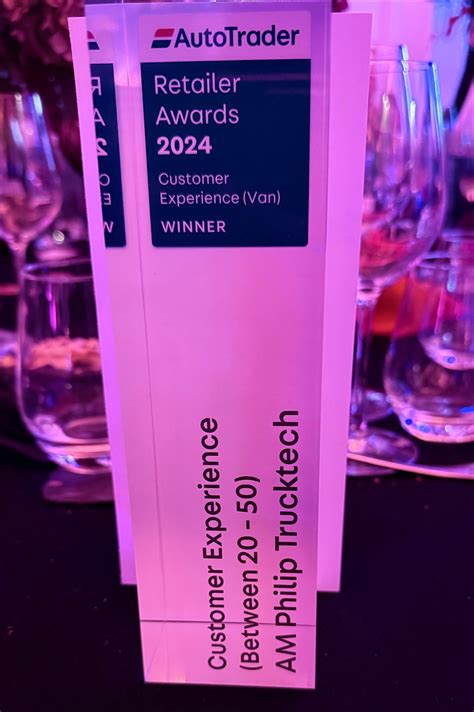 AutoTrader
Retailer
Awards
2024
Customer
Experience (Van)
WINNER
Customer Experience
(Between 20 - 50)
AM Philip Trucktech